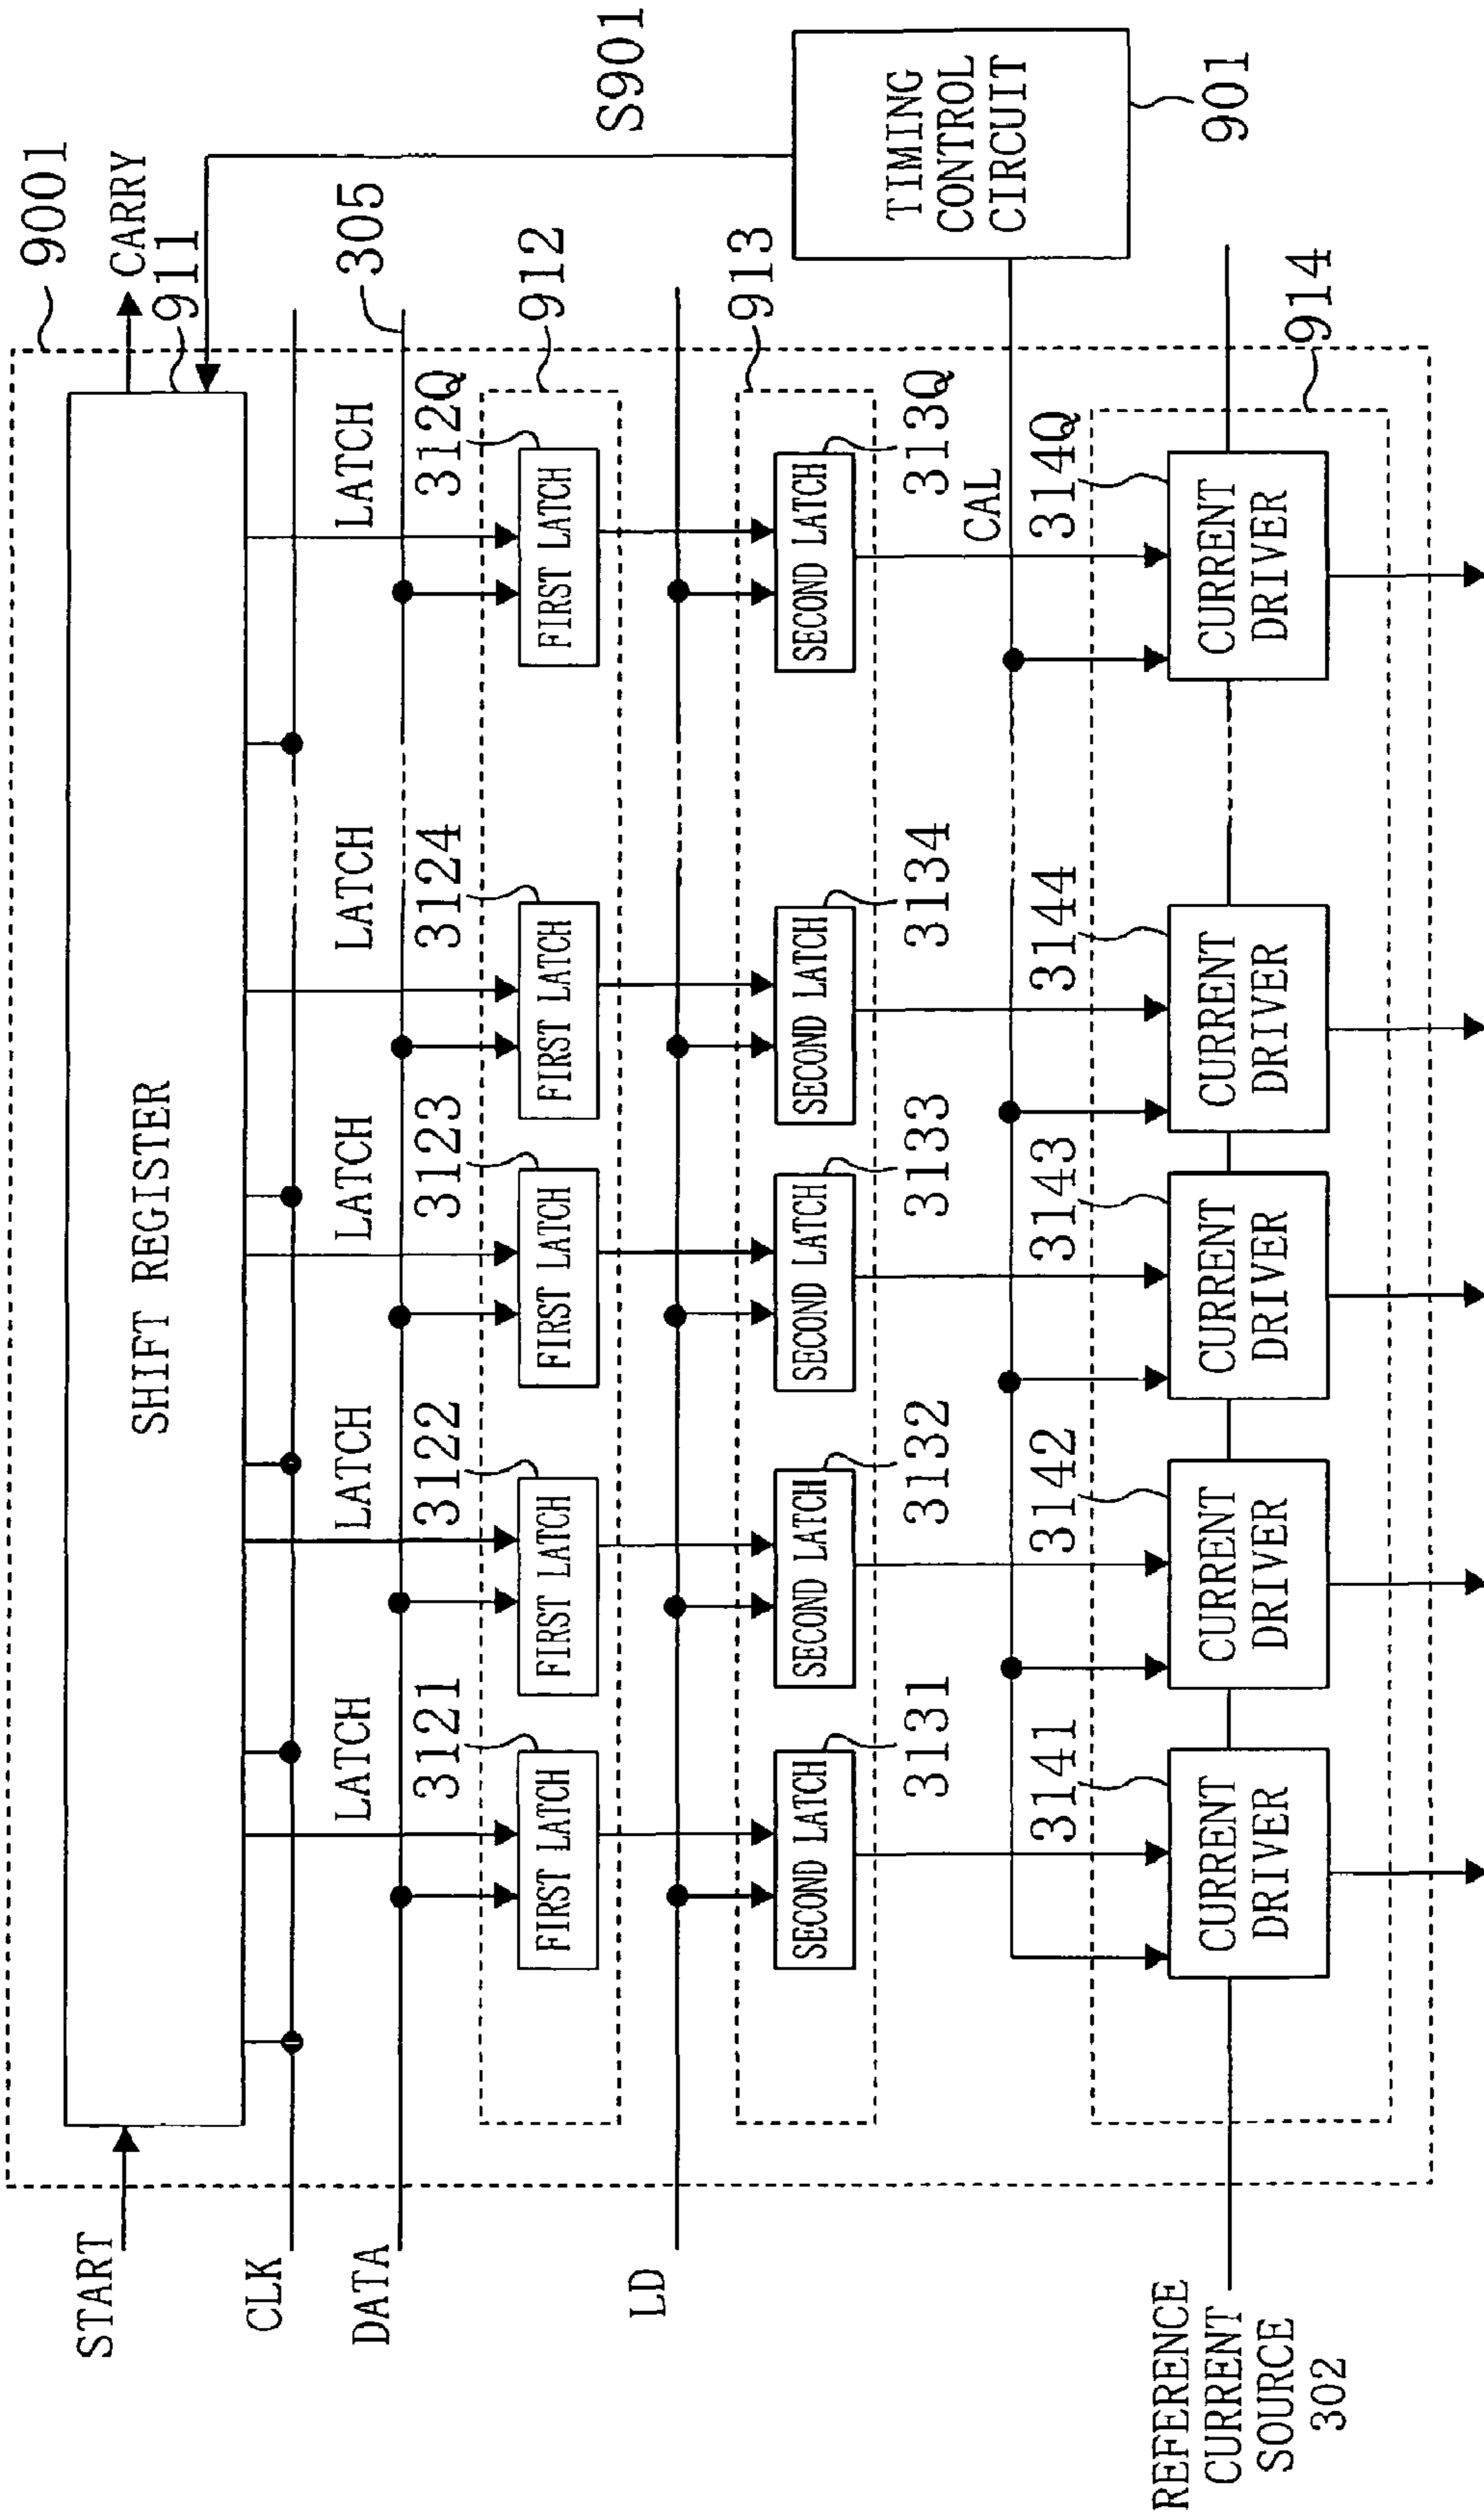 9001
START
CARRY
911
SHIFT REGISTER
S901
CLK
LATCH
LATCH
LATCH
LATCH
LATCH
305
DATA
3121
3122
3123
3124
312Q
912
FIRST LATCH
FIRST LATCH
FIRST LATCH
FIRST LATCH
FIRST LATCH
LD
913
SECOND LATCH
SECOND LATCH
SECOND LATCH
SECOND LATCH
SECOND LATCH
3131
3132
3133
3134
313Q
CAL
TIMING
CONTROL
CIRCUIT
901
3141
3142
3143
3144
314Q
914
CURRENT
DRIVER
CURRENT
DRIVER
CURRENT
DRIVER
CURRENT
DRIVER
CURRENT
DRIVER
REFERENCE
CURRENT
SOURCE
302